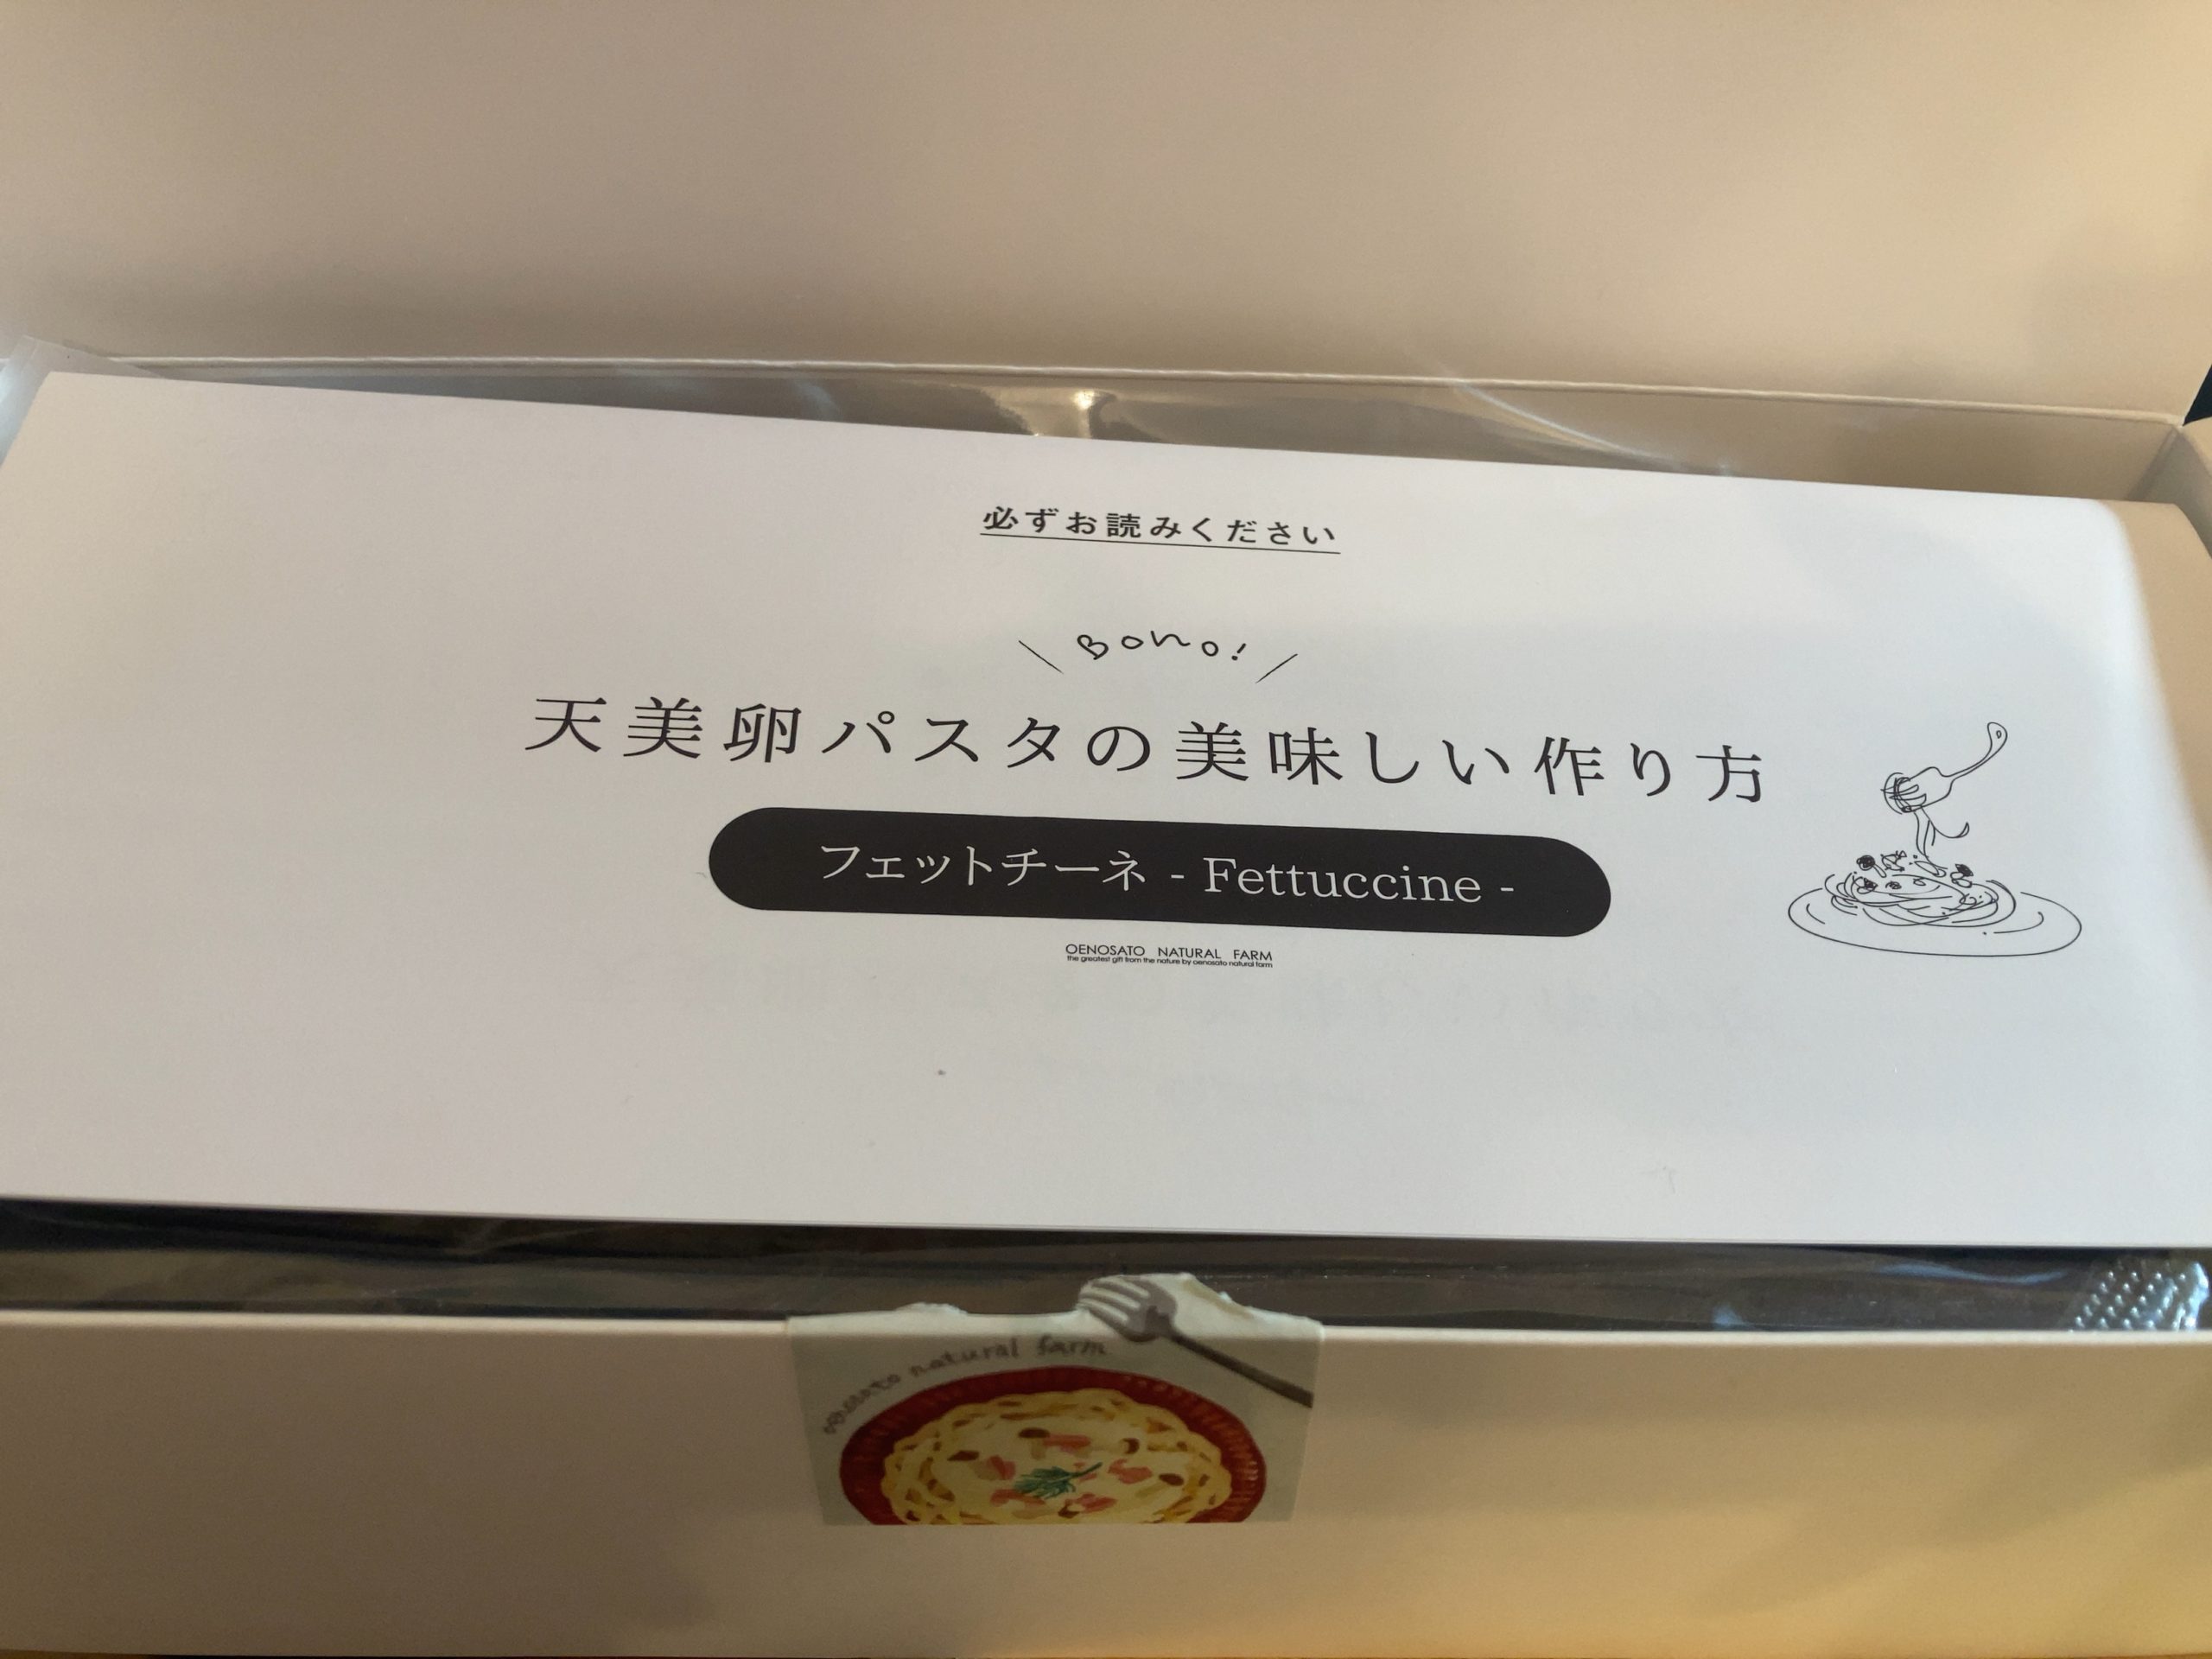 必ずお読みください
Bono!
天美卵パスタの美味しい作り方
フェットチーネ - Fettuccine -
OENOSATO NATURAL FARM
the greatest gift from the nature by oenosato natural farm
oenosato natural farm